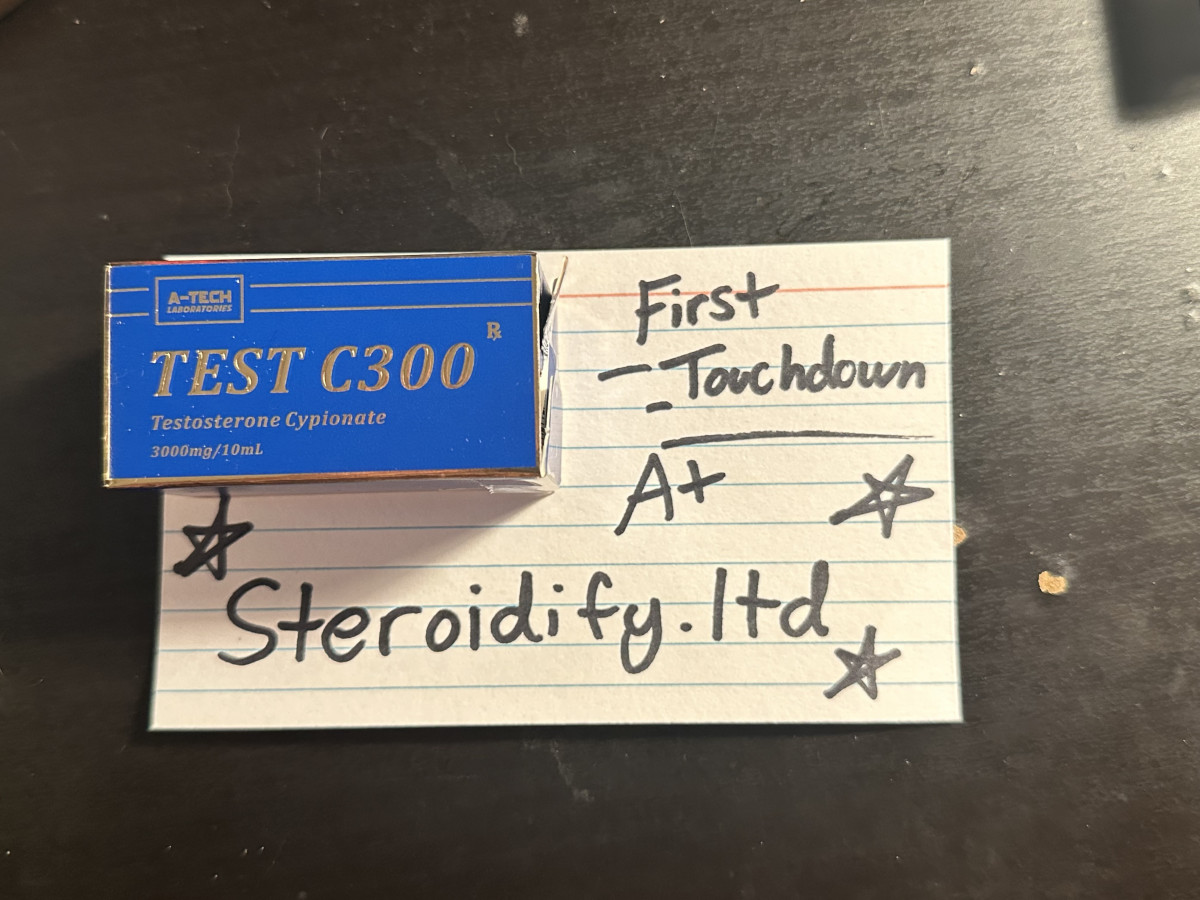 A-TECH
LABORATORIES
℞
TEST C300
Testosterone Cypionate
3000mg/10mL
First
- Touchdown
-
A+
Steroidify.ltd